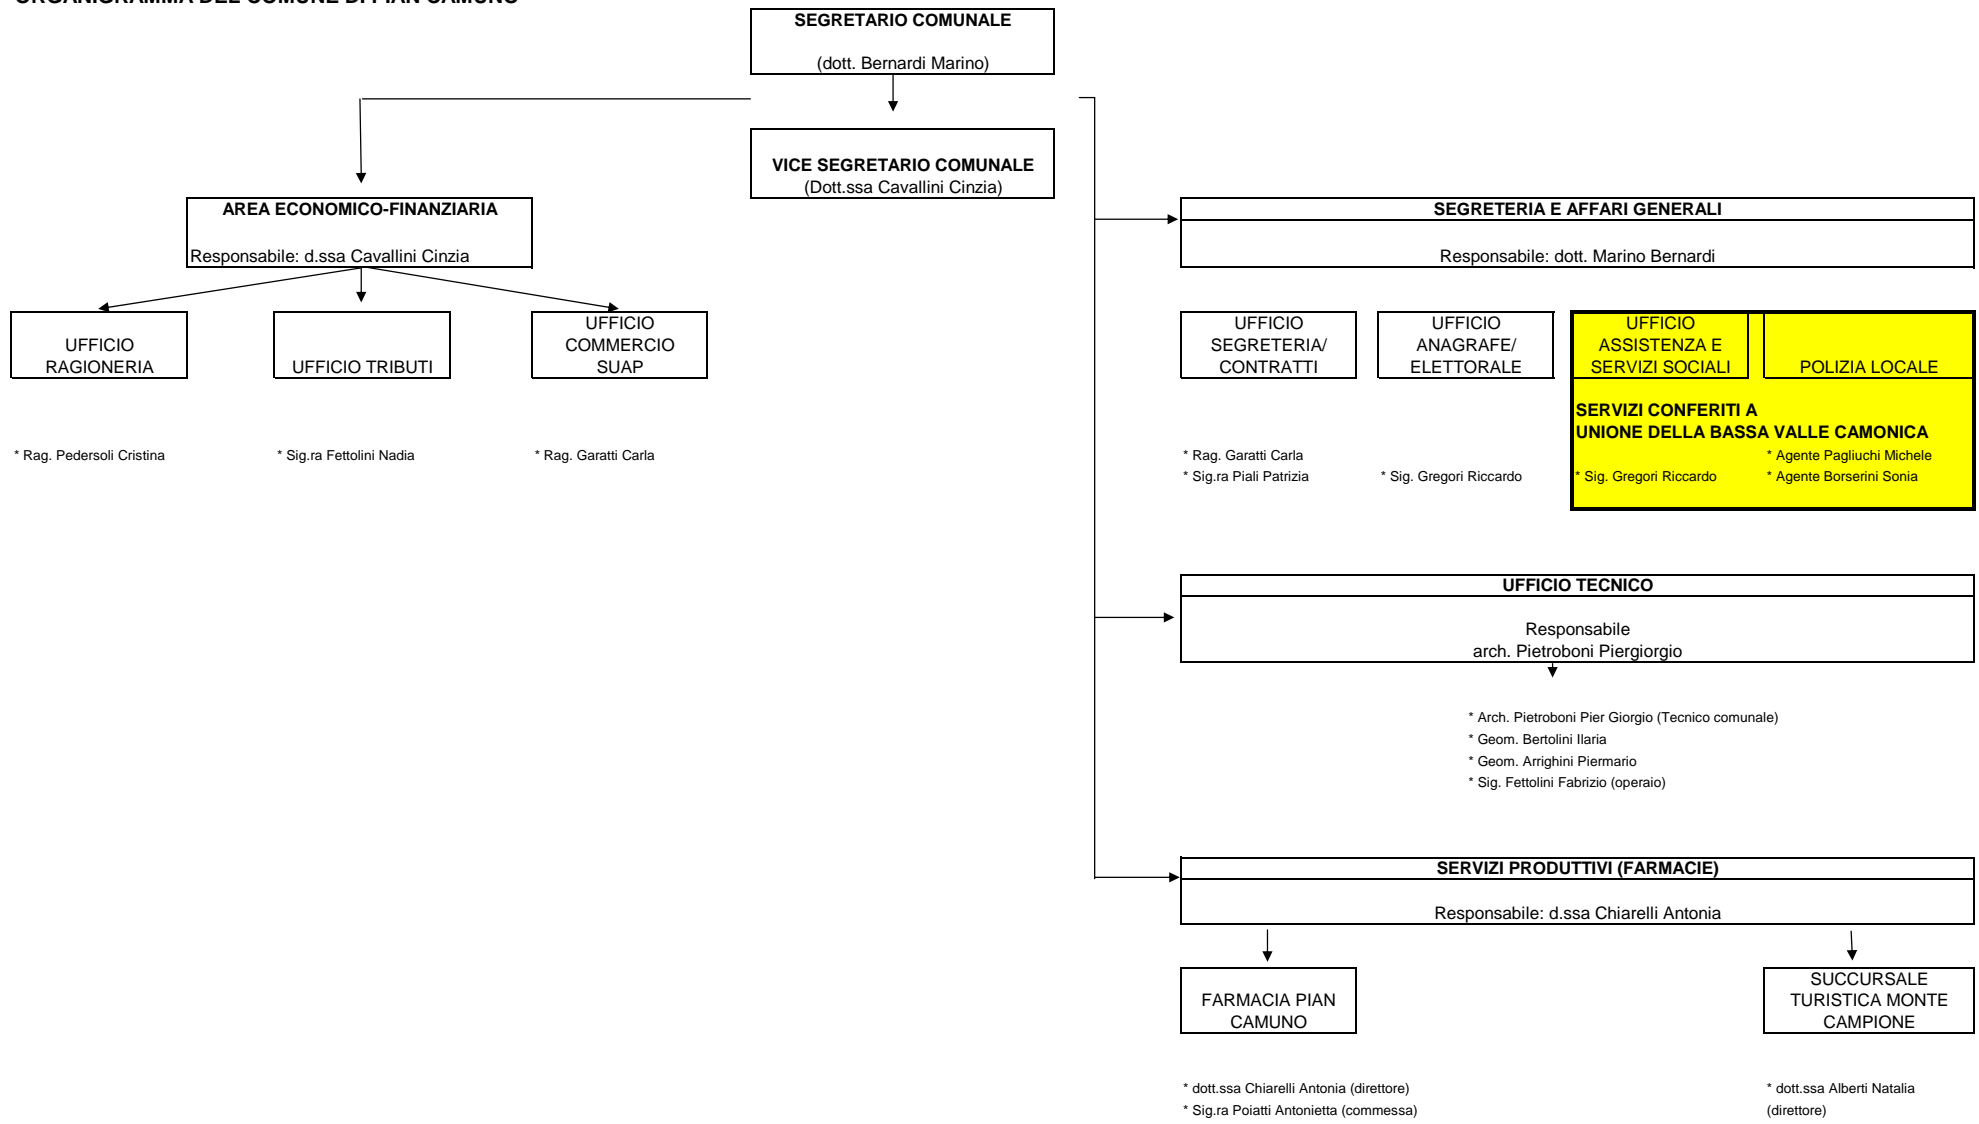 ORGANIGRAMMA DEL COMUNE DI PIAN CAMUNO
SEGRETARIO COMUNALE
(dott. Bernardi Marino)
VICE SEGRETARIO COMUNALE
(Dott.ssa Cavallini Cinzia)
AREA ECONOMICO-FINANZIARIA
Responsabile: d.ssa Cavallini Cinzia
UFFICIO
RAGIONERIA
UFFICIO TRIBUTI
UFFICIO
COMMERCIO
SUAP
* Rag. Pedersoli Cristina
* Sig.ra Fettolini Nadia
* Rag. Garatti Carla
SEGRETERIA E AFFARI GENERALI
Responsabile: dott. Marino Bernardi
UFFICIO
SEGRETERIA/
CONTRATTI
UFFICIO
ANAGRAFE/
ELETTORALE
UFFICIO
ASSISTENZA E
SERVIZI SOCIALI
POLIZIA LOCALE
SERVIZI CONFERITI A
UNIONE DELLA BASSA VALLE CAMONICA
* Rag. Garatti Carla
* Sig.ra Piali Patrizia
* Sig. Gregori Riccardo
* Sig. Gregori Riccardo
* Agente Pagliuchi Michele
* Agente Borserini Sonia
UFFICIO TECNICO
Responsabile
arch. Pietroboni Piergiorgio
* Arch. Pietroboni Pier Giorgio (Tecnico comunale)
* Geom. Bertolini Ilaria
* Geom. Arrighini Piermario
* Sig. Fettolini Fabrizio (operaio)
SERVIZI PRODUTTIVI (FARMACIE)
Responsabile: d.ssa Chiarelli Antonia
FARMACIA PIAN
CAMUNO
SUCCURSALE
TURISTICA MONTE
CAMPIONE
* dott.ssa Chiarelli Antonia (direttore)
* Sig.ra Poiatti Antonietta (commessa)
* dott.ssa Alberti Natalia
(direttore)